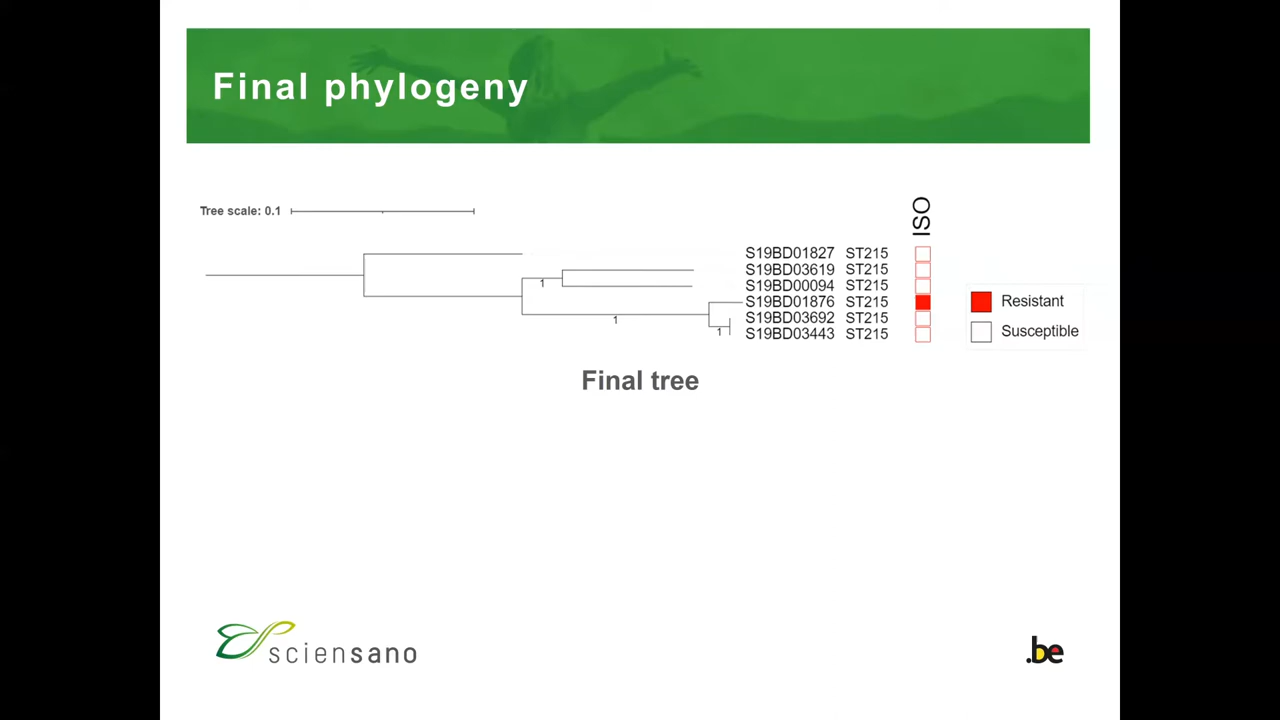 Final phylogeny
Tree scale: 0.1
ISO
S19BD01827 ST215
S19BD03619 ST215
1
S19BD00094 ST215
S19BD01876 ST215
Resistant
1
S19BD03692 ST215
1
S19BD03443 ST215
Susceptible
Final tree
sciensano
.be